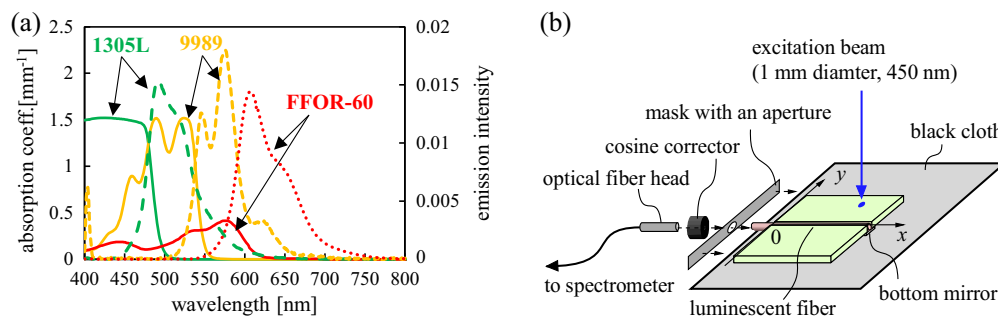 (a)
2.5
2
1.5
1
0.5
0
absorption coeff.[mm⁻¹]
1305L
9989
FFOR-60
0.02
0.015
0.01
0.005
0
emission intensity
400 450 500 550 600 650 700 750 800
wavelength [nm]
(b)
excitation beam
(1 mm diamter, 450 nm)
mask with an aperture
cosine corrector
optical fiber head
black cloth
y
0
x
to spectrometer
luminescent fiber
bottom mirror